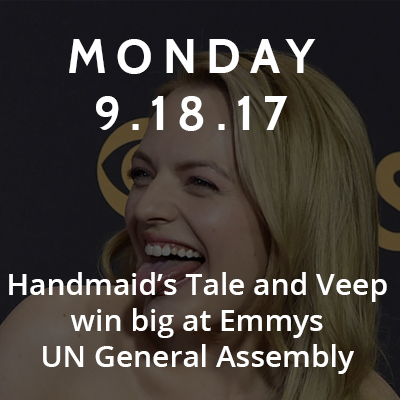 MONDAY
9.18.17
Handmaid’s Tale and Veep
win big at Emmys
UN General Assembly